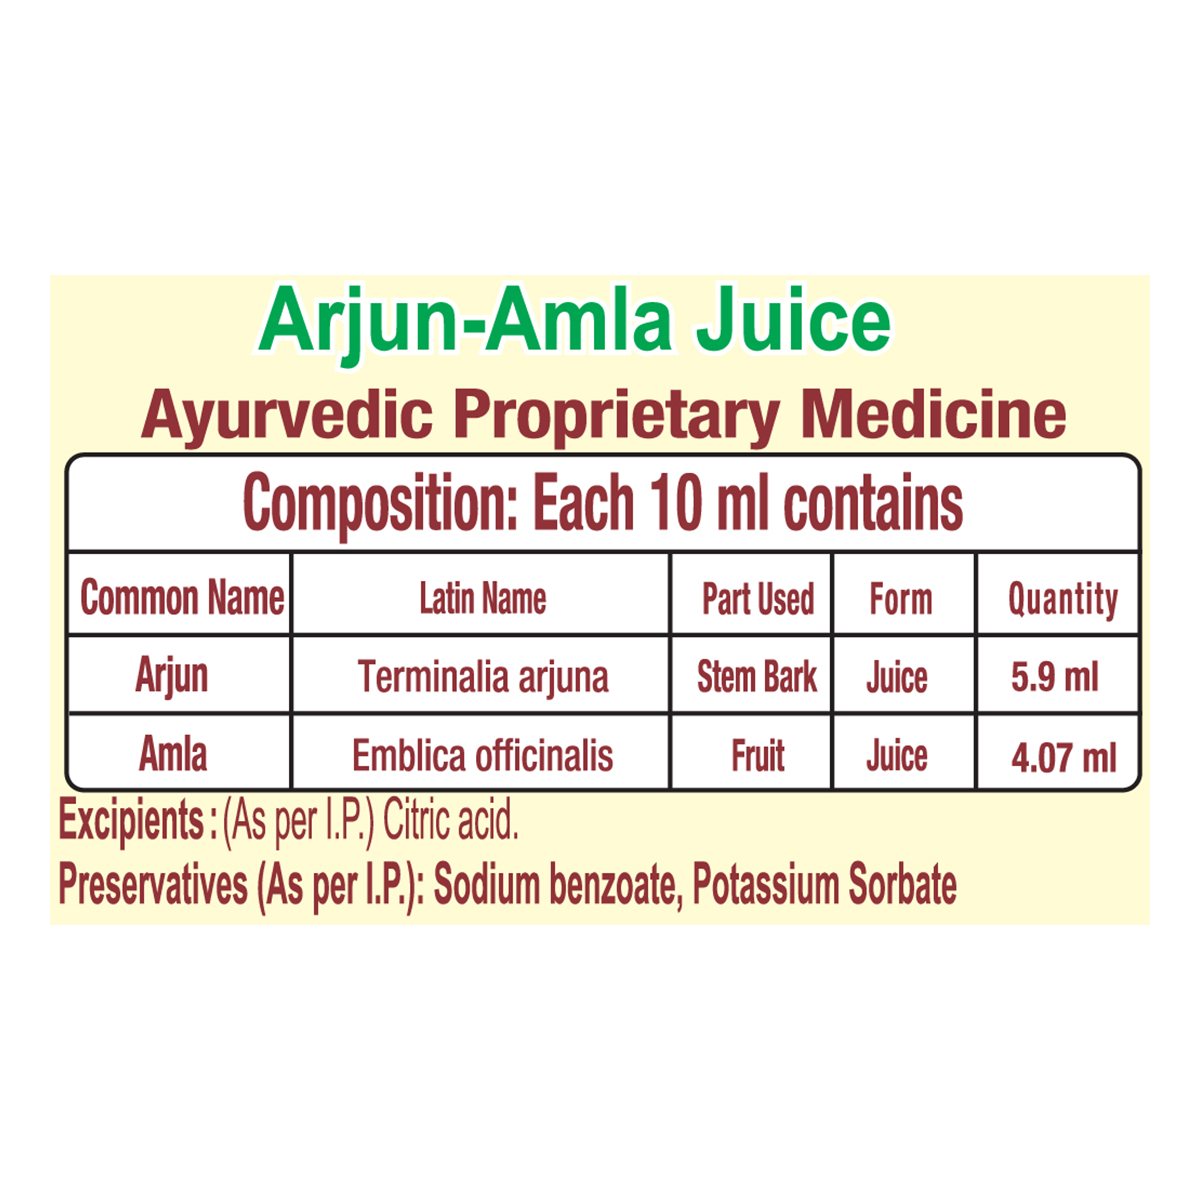 Arjun-Amla Juice
Ayurvedic Proprietary Medicine
Composition: Each 10 ml contains
Common Name Latin Name Part Used Form Quantity
Arjun Terminalia arjuna Stem Bark Juice 5.9 ml
Amla Emblica officinalis Fruit Juice 4.07 ml
Excipients : (As per I.P.) Citric acid.
Preservatives (As per I.P.): Sodium benzoate, Potassium Sorbate